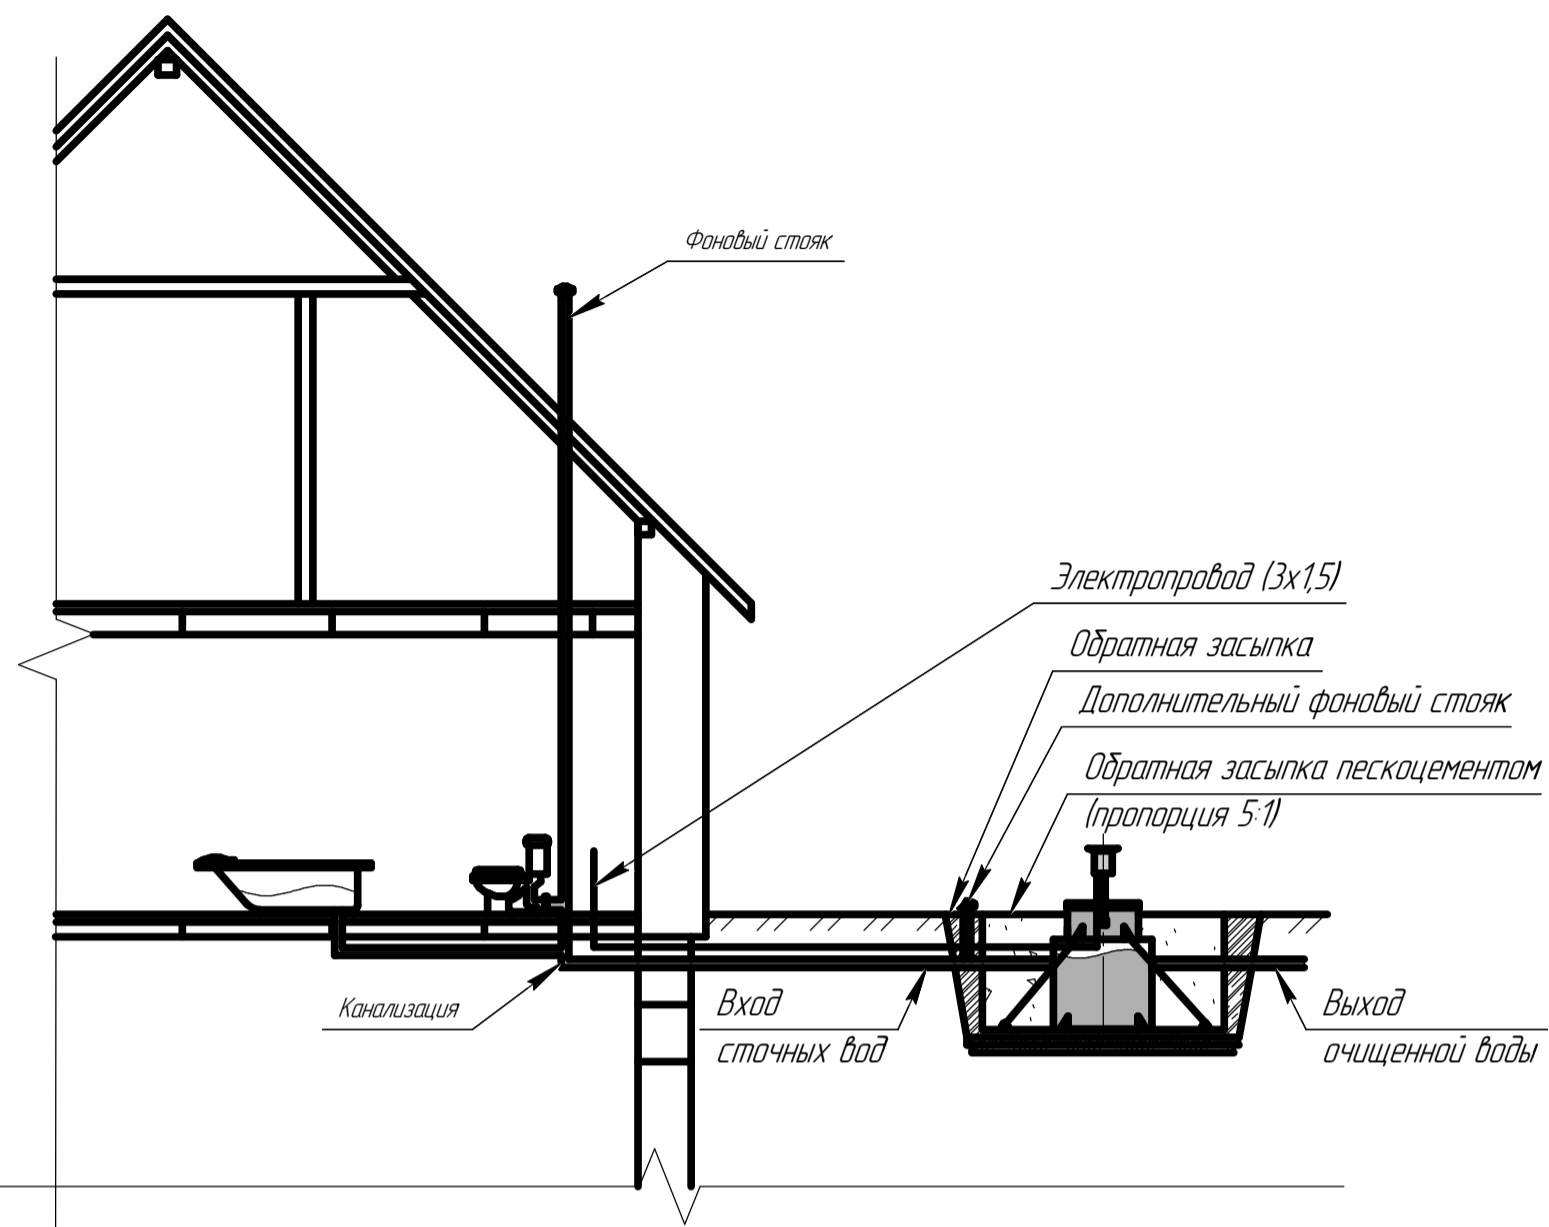 Фоновый стояк
Электропровод (3х1,5)
Обратная засыпка
Дополнительный фоновый стояк
Обратная засыпка пескоцементом
(пропорция 5:1)
Канализация
Вход
сточных вод
Выход
очищенной воды